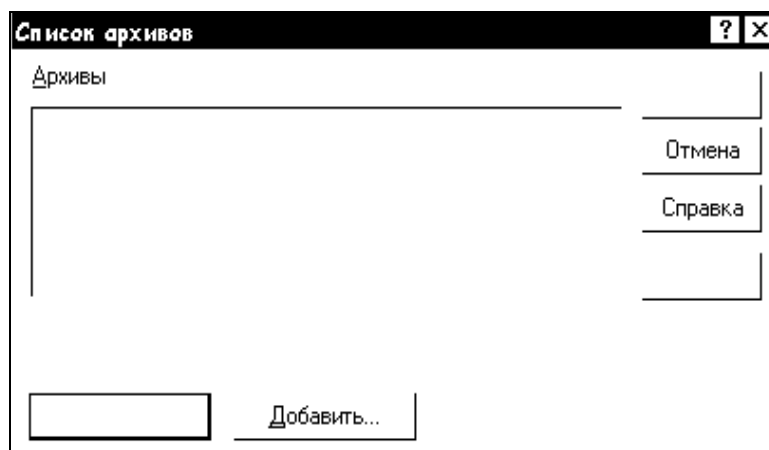 Список архивов
Архивы
Отмена
Справка
Добавить...